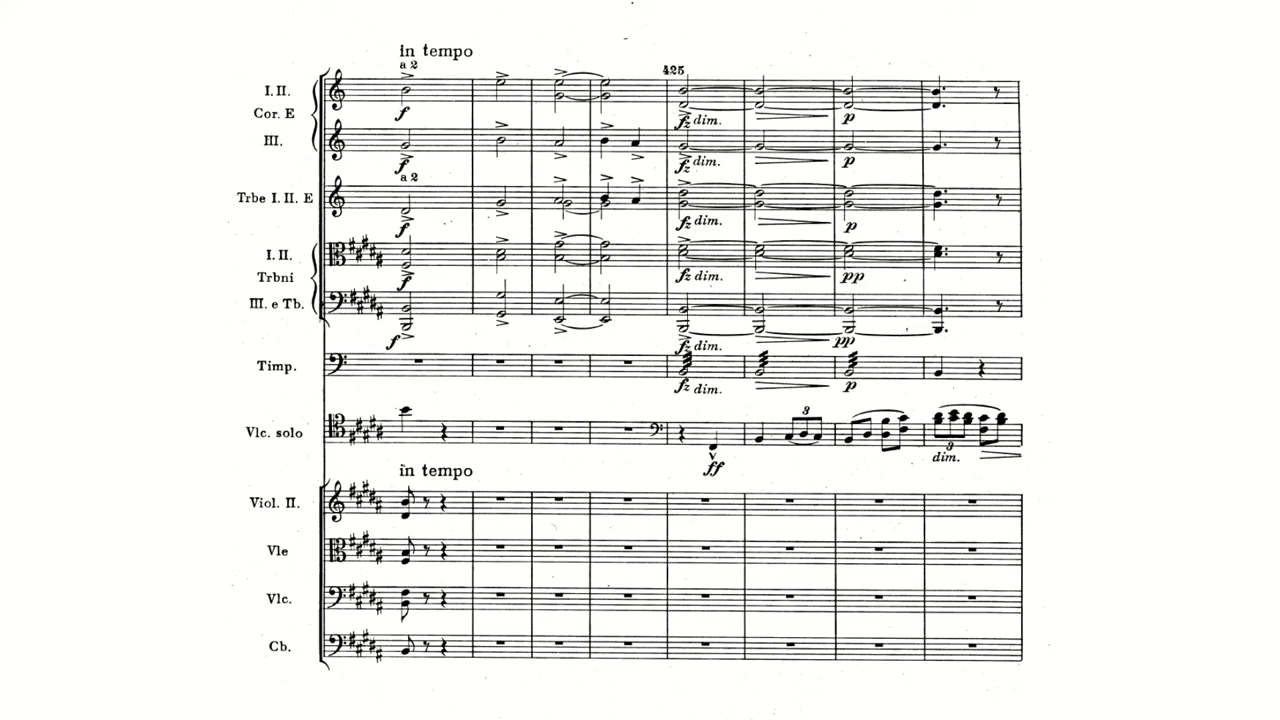 in tempo
a 2
I. II.
Cor. E
f
III.
f
a 2
Trbe I. II. E
f
I. II.
Trbni
f
III. e Tb.
f
Timp.
Vlc. solo
425
fz dim.
p
fz dim.
p
fz dim.
p
fz dim.
pp
fz dim.
pp
fz dim.
p
3
3
ff
dim.
in tempo
Viol. II.
Vle
Vlc.
Cb.